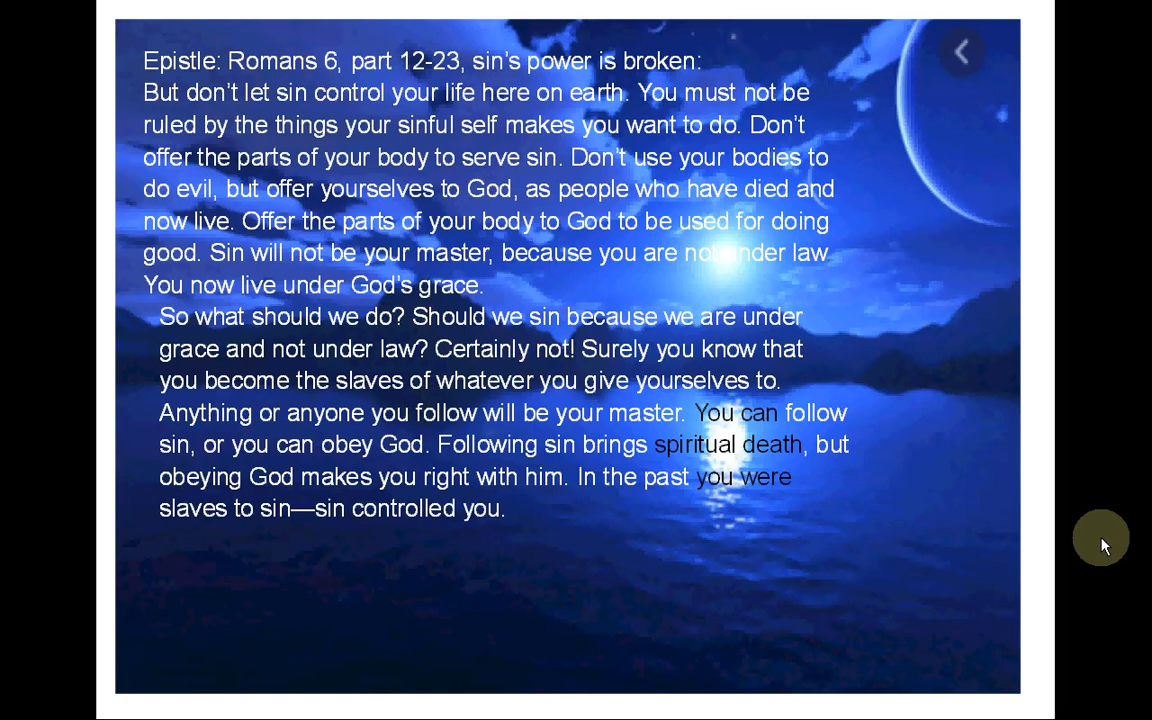 Epistle: Romans 6, part 12-23, sin's power is broken:
But don't let sin control your life here on earth. You must not be
ruled by the things your sinful self makes you want to do. Don't
offer the parts of your body to serve sin. Don't use your bodies to
do evil, but offer yourselves to God, as people who have died and
now live. Offer the parts of your body to God to be used for doing
good. Sin will not be your master, because you are not under law.
You now live under God's grace.
So what should we do? Should we sin because we are under
grace and not under law? Certainly not! Surely you know that
you become the slaves of whatever you give yourselves to.
Anything or anyone you follow will be your master. You can follow
sin, or you can obey God. Following sin brings spiritual death, but
obeying God makes you right with him. In the past you were
slaves to sin—sin controlled you.